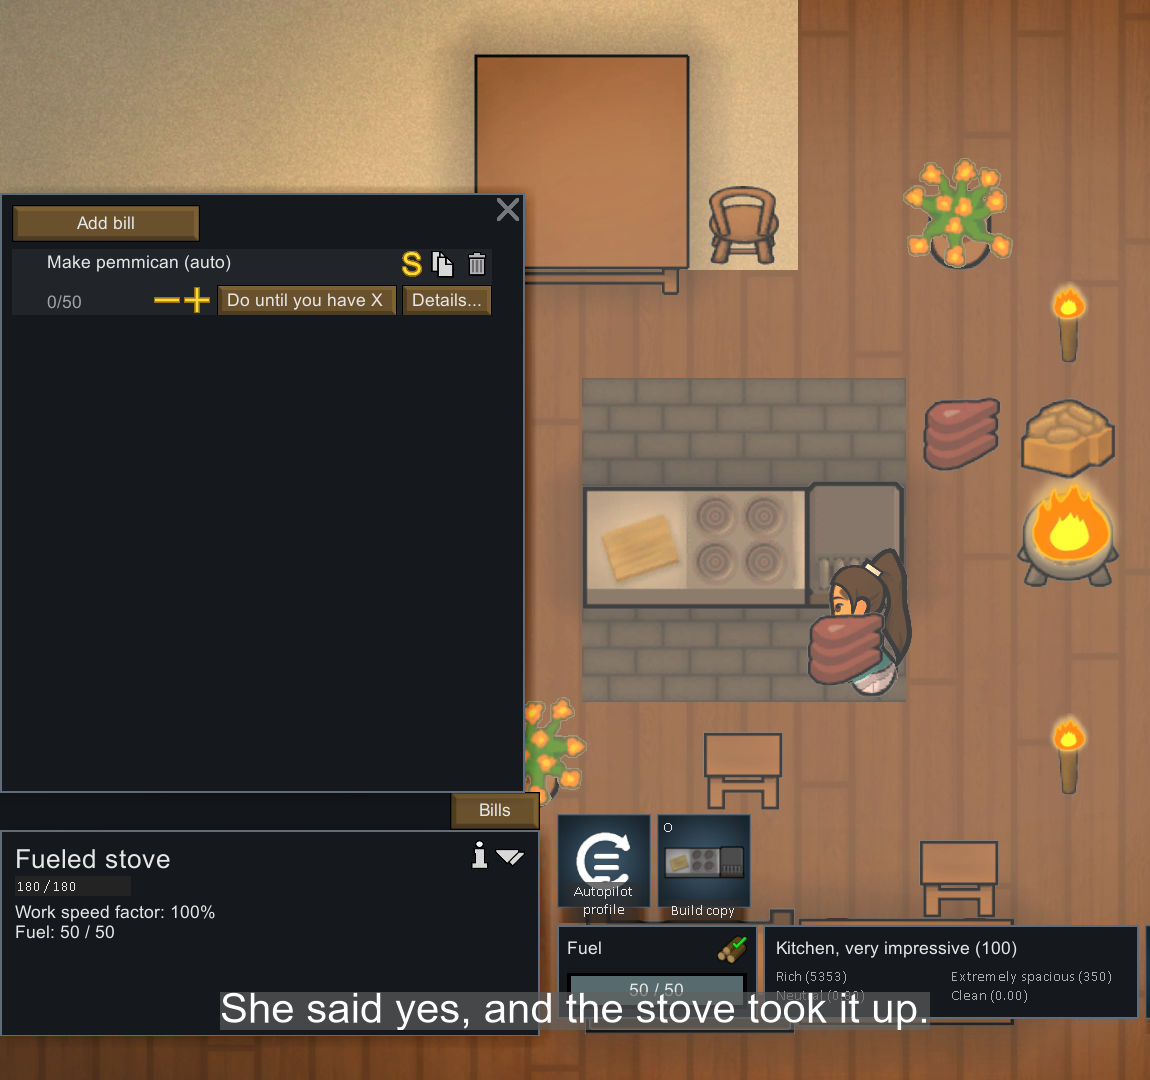 Add bill
Make pemmican (auto)
S
0/50
Do until you have X
Details...
Bills
Fueled stove
180 / 180
Work speed factor: 100%
Fuel: 50 / 50
Autopilot
profile
O
Build copy
Fuel
50 / 50
Kitchen, very impressive (100)
Rich (5353)
Extremely spacious (350)
Neutral
Clean (0.00)
She said yes, and the stove took it up.